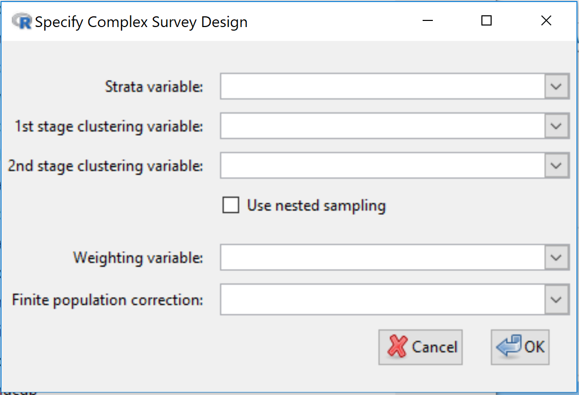 Specify Complex Survey Design
Strata variable:
1st stage clustering variable:
2nd stage clustering variable:
Use nested sampling
Weighting variable:
Finite population correction:
Cancel OK